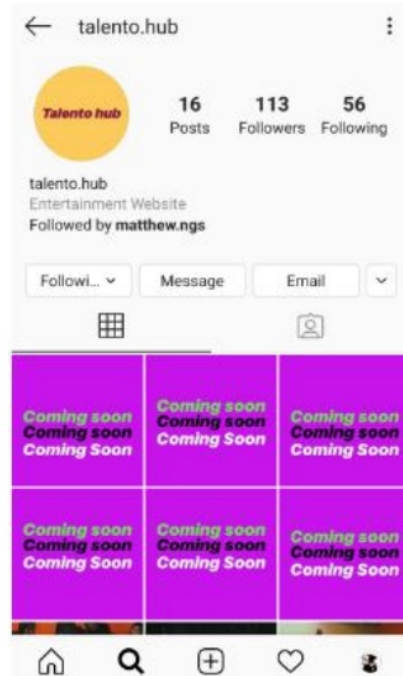 talento.hub
Talento hub
16 113 56
Posts Followers Following
talento.hub
Entertainment Website
Followed by matthew.ngs
Followi... Message Email
Coming soon Coming soon Coming soon
Coming soon Coming soon Coming soon
Coming Soon Coming Soon Coming Soon
Coming soon Coming soon Coming soon
Coming soon Coming soon Coming soon
Coming Soon Coming Soon Coming Soon